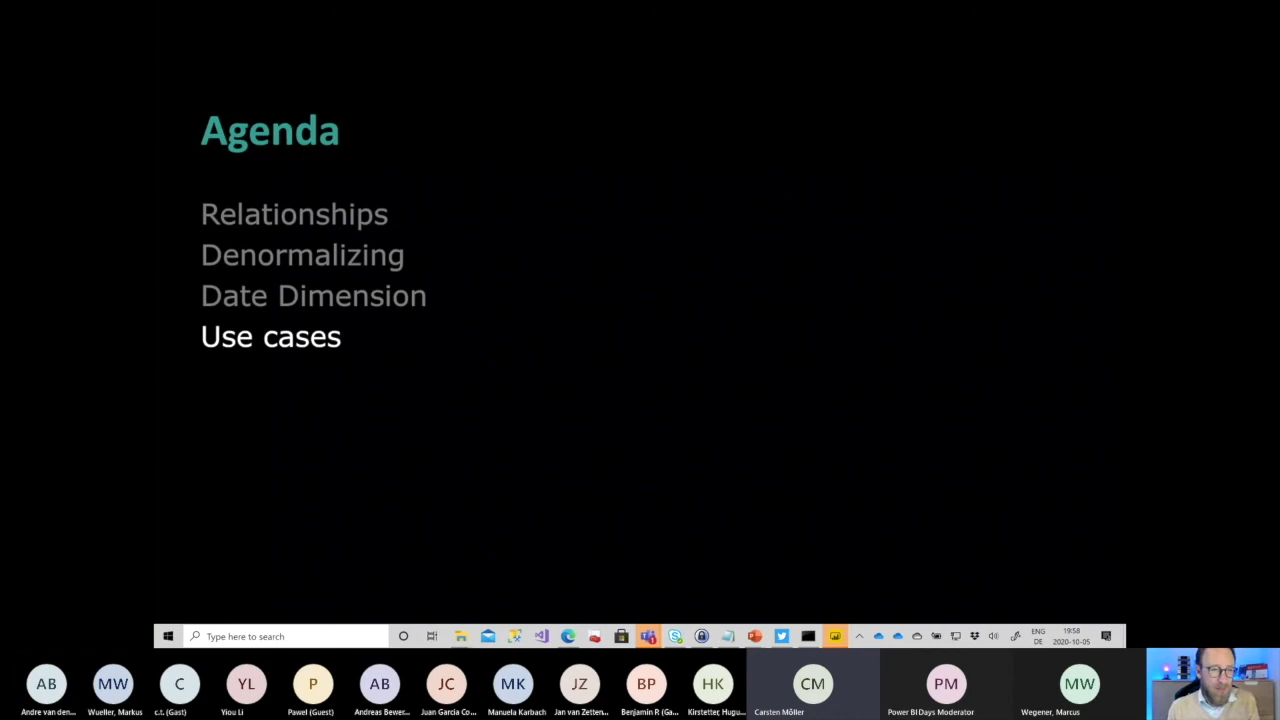 Agenda
Relationships
Denormalizing
Date Dimension
Use cases
Type here to search
ENG
DE
19:58
2020-10-05
AB
MW
C
YL
P
AB
JC
MK
JZ
BP
HK
CM
PM
MW
Andre van den...
Wueller, Markus
c.t. (Gast)
Yiou Li
Pawel (Guest)
Andreas Bewer...
Juan Garcia Co...
Manuela Karbach
Jan van Zetten...
Benjamin R (Ga...
Kirstetter, Hugu...
Carsten Möller
Power BI Days Moderator
Wegener, Marcus